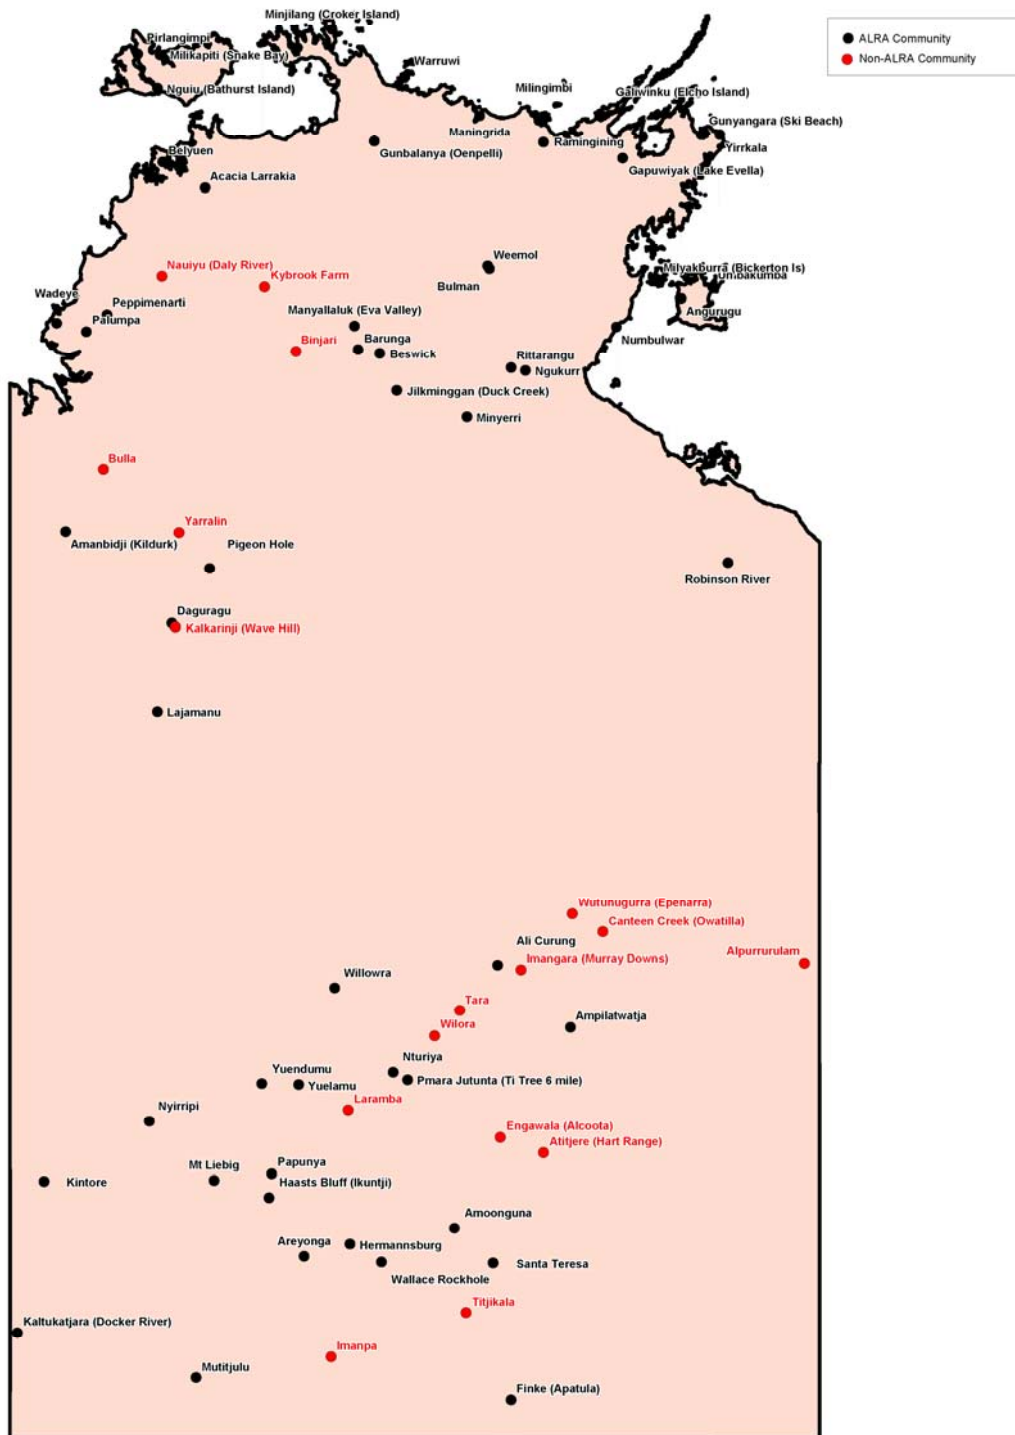 Minjilang (Croker Island)
ALRA Community
Non-ALRA Community
Pirlangimpi
Milikapiti (Snake Bay)
Warruwi
Nguiu (Bathurst Island)
Milingimbi
Galiwinku (Elcho Island)
Gunyangara (Ski Beach)
Maningrida
Ramingining
Yirrkala
Belyuen
Gunbalanya (Oenpelli)
Gapuwiyak (Lake Evella)
Acacia Larrakia
Weemol
Nauiyu (Daly River)
Kybrook Farm
Milyakburra (Bickerton Is)
Umbakumba
Bulman
Wadeye
Peppimenarti
Manyallaluk (Eva Valley)
Angurugu
Palumpa
Binjari
Barunga
Beswick
Numbulwar
Rittarangu
Ngukurr
Jilkminggan (Duck Creek)
Minyerri
Bulla
Yarralin
Amanbidji (Kildurk)
Pigeon Hole
Robinson River
Daguragu
Kalkarinji (Wave Hill)
Lajamanu
Wutunugurra (Epenarra)
Canteen Creek (Owatilla)
Ali Curung
Alpurrurulam
Imangara (Murray Downs)
Willowra
Tara
Ampilatwatja
Wilora
Nturiya
Yuendumu
Yuelamu
Pmara Jutunta (Ti Tree 6 mile)
Laramba
Nyirripi
Engawala (Alcoota)
Atitjere (Hart Range)
Mt Liebig
Papunya
Kintore
Haasts Bluff (Ikuntji)
Amoonguna
Areyonga
Hermannsburg
Santa Teresa
Wallace Rockhole
Titjikala
Kaltukatjara (Docker River)
Imanpa
Mutitjulu
Finke (Apatula)